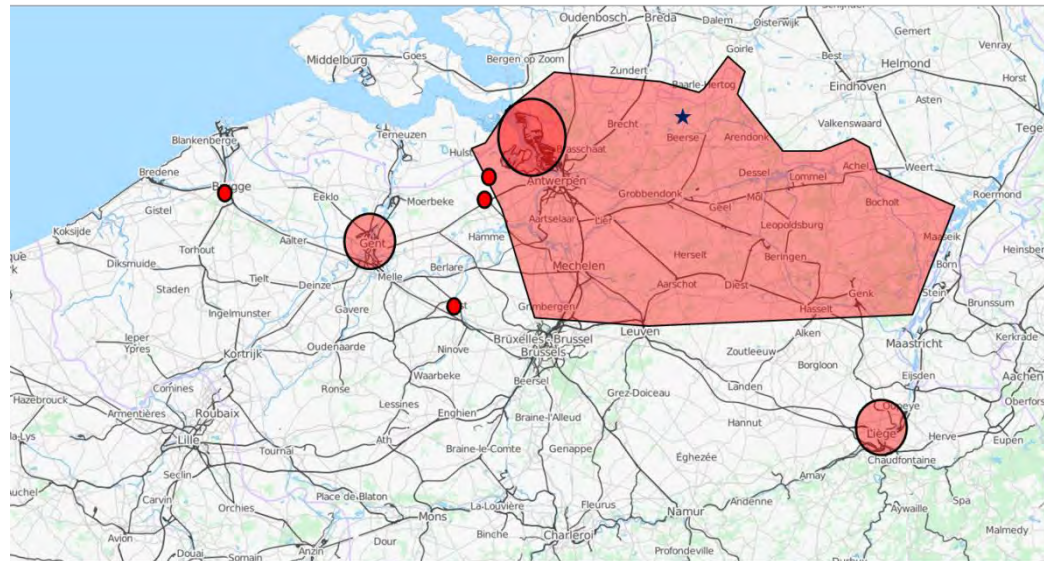 Oudenbosch
Breda
Dalem
Oisterwijk
Gemert
Venray
Goirle
Best
Helmond
Horst
Middelburg
Goes
Bergen op Zoom
Zundert
Baarle-Hertog
Eindhoven
Asten
Valkenswaard
Tege
Blankenberge
Terneuzen
Hulst
Brecht
Beerse
Arendonk
Weert
Roermond
Bredene
Brugge
Eeklo
Moerbeke
Antwerpen
Dessel
Achel
Lommel
Mol
Grobbendonk
Geel
Bocholt
Gistel
Koksijde
Torhout
Aalter
Gent
Hamme
Aartselaar
Lier
Leopoldsburg
Maaseik
Heinsber
Diksmuide
Tielt
Deinze
Melle
Berlare
Mechelen
Herselt
Beringen
Born
Staden
Ingelmunster
Gavere
Grimbergen
Aarschot
Diest
Genk
Hasselt
Stein
Brunssum
Ieper
Ypres
Kortrijk
Oudenaarde
Ninove
Bruxelles - Brussel
Brussels
Leuven
Zoutleeuw
Alken
Borgloon
Maastricht
Kerkrade
Hazebrouck
Comines
Roubaix
Ronse
Waarbeke
Beersel
Grez-Doiceau
Landen
Eijsden
Aachen
Armentières
Lille
Lessines
Enghien
Braine-l'Alleud
Hannut
Oupeye
Liège
Herve
Oberfors
Eupen
Ath
Braine-le-Comte
Genappe
Eghezée
Amay
Chaudfontaine
Seclin
Tournai
Carvin
Orchies
Place de Blaton
Mons
La-Louvière
Fleurus
Namur
Andenne
Spa
Aywaille
Avion
Douai
Somain
Anzin
Dour
Binche
Charleroi
Profondeville
Malmedy